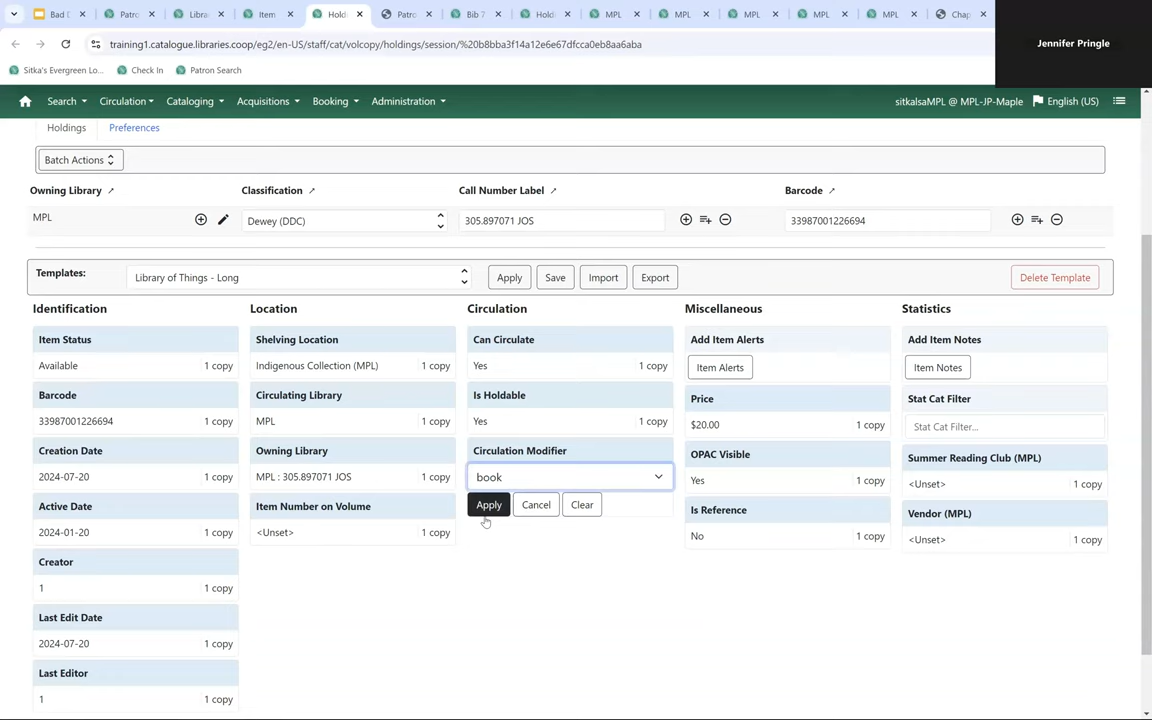 Bad D
Patro
Librar
Item
Holdi
Patro
Bib 7
Holdi
MPL
MPL
MPL
MPL
MPL
Chap
training1.catalogue.libraries.coop/eg2/en-US/staff/cat/volcopy/holdings/session/%20b8bba3f14a12e6e67dfcca0eb8aa6aba
Jennifer Pringle
Sitka's Evergreen Lo... Check In Patron Search
Search Circulation Cataloging Acquisitions Booking Administration sitkalsaMPL @ MPL-JP-Maple English (US)
Holdings Preferences
Batch Actions
Owning Library Classification Call Number Label Barcode
MPL Dewey (DDC) 305.897071 JOS 33987001226694
Templates: Library of Things - Long Apply Save Import Export Delete Template
Identification
Item Status
Available 1 copy
Barcode
33987001226694 1 copy
Creation Date
2024-07-20 1 copy
Active Date
2024-01-20 1 copy
Creator
1 1 copy
Last Edit Date
2024-07-20 1 copy
Last Editor
1 1 copy
Location
Shelving Location
Indigenous Collection (MPL) 1 copy
Circulating Library
MPL 1 copy
Owning Library
MPL : 305.897071 JOS 1 copy
Item Number on Volume
<Unset> 1 copy
Circulation
Can Circulate
Yes 1 copy
Is Holdable
Yes 1 copy
Circulation Modifier
book
Apply Cancel Clear
Miscellaneous
Add Item Alerts
Item Alerts
Price
$20.00 1 copy
OPAC Visible
Yes 1 copy
Is Reference
No 1 copy
Statistics
Add Item Notes
Item Notes
Stat Cat Filter
Stat Cat Filter...
Summer Reading Club (MPL)
<Unset> 1 copy
Vendor (MPL)
<Unset> 1 copy